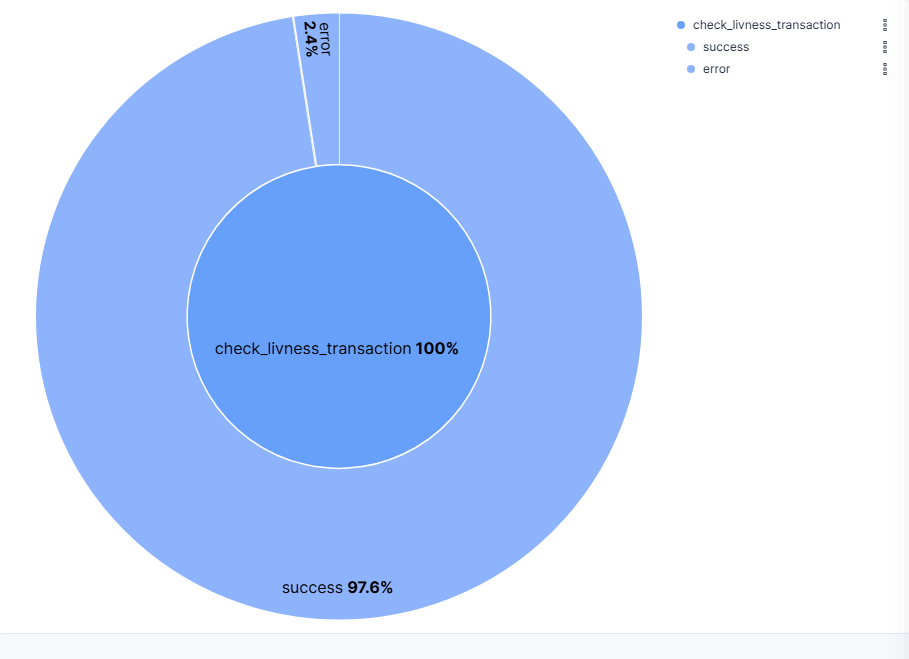 check_livness_transaction
success
error
error
2.4%
check_livness_transaction 100%
success 97.6%